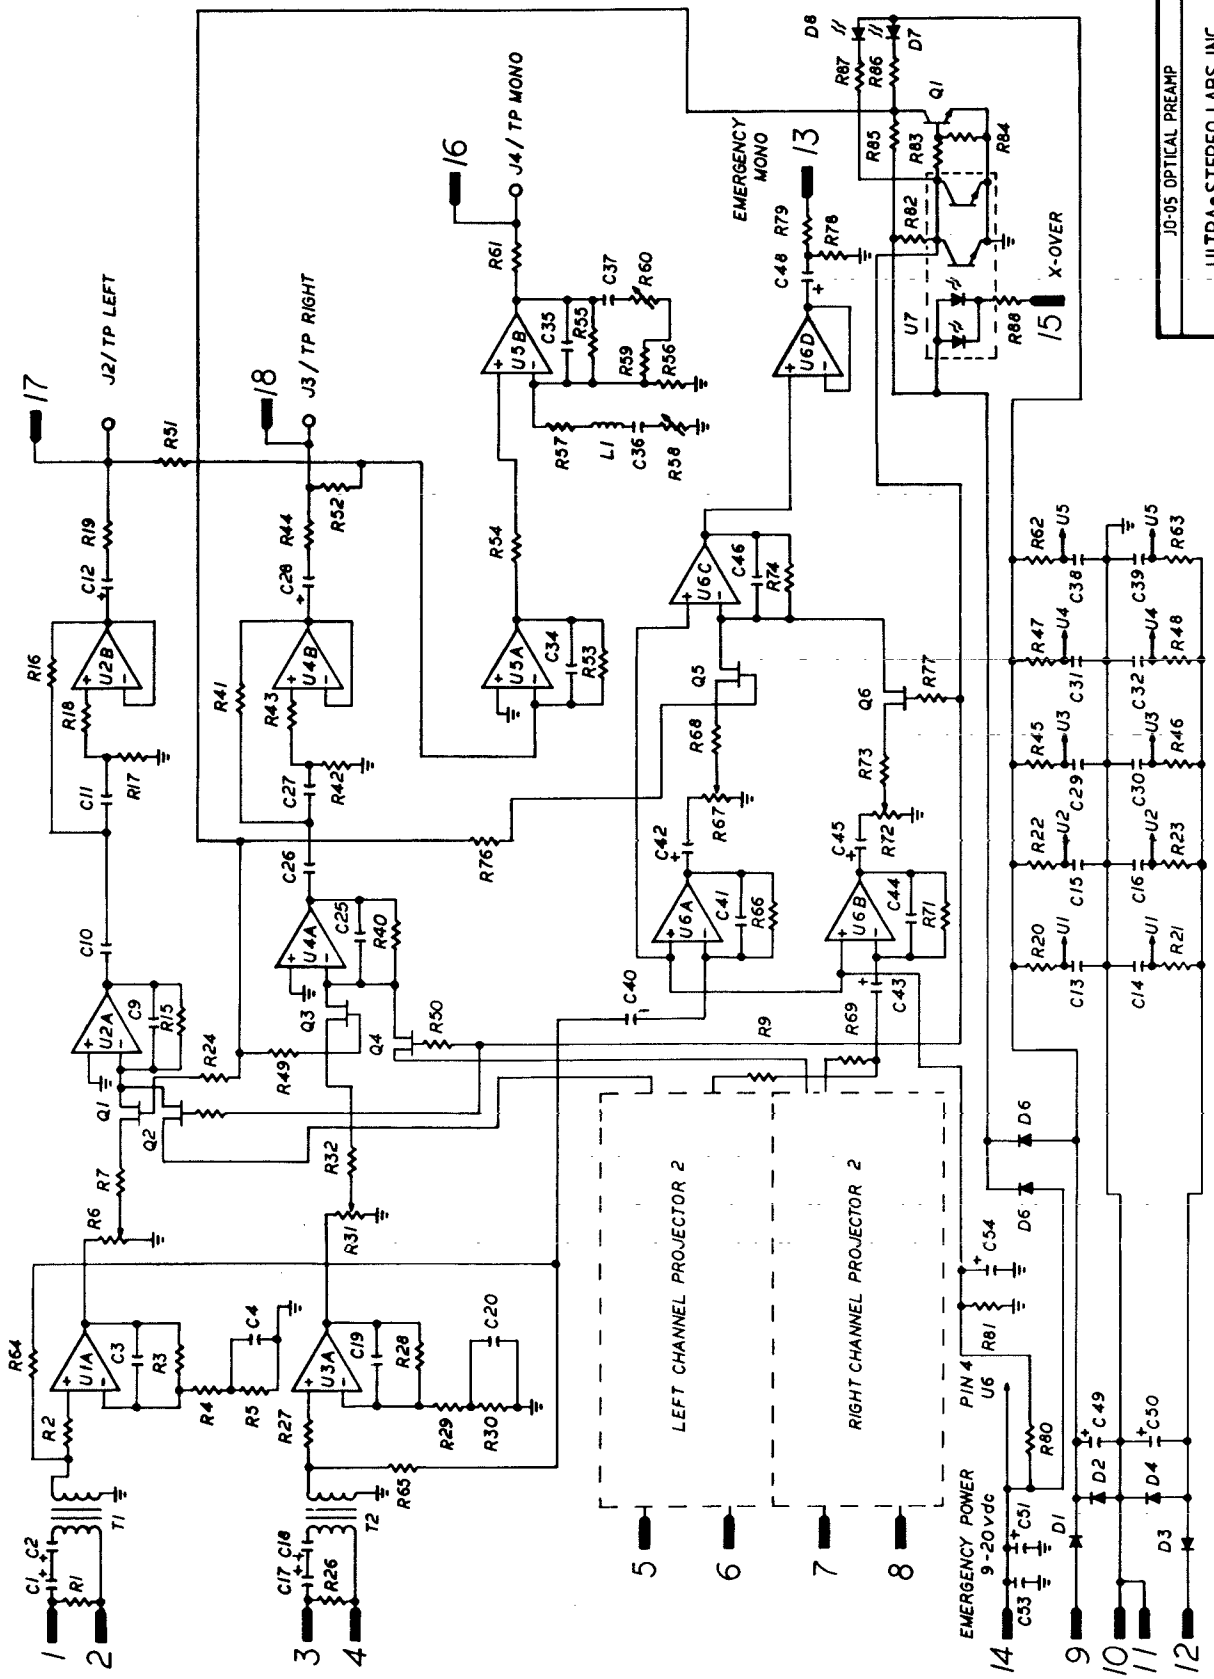 1
2
3
4
C1
C2
R1
T1
C17
C18
R26
T2
R64
R2
U1A
C3
R3
R4
R5
C4
R27
R65
U3A
C19
R28
R29
R30
C20
R6
R7
R31
R32
Q1
Q2
R24
U2A
C9
R15
C10
R49
Q3
Q4
R50
U4A
C25
R40
C26
R16
C11
R17
R18
U2B
C12
R19
17
J2/TP LEFT
R51
R41
C27
R42
R43
U4B
C28
R44
18
J3/TP RIGHT
R52
R76
U5A
C34
R53
R54
R57
L1
C36
R58
U5B
C35
R55
R59
R56
C37
R60
R61
16
J4/TP MONO
5
6
7
8
LEFT CHANNEL PROJECTOR 2
RIGHT CHANNEL PROJECTOR 2
R9
R69
C40
C43
U6A
C41
R66
U6B
C44
R71
C42
C45
R67
R72
R68
R73
Q5
Q6
R77
U6C
C46
R74
U6D
C48
R79
R78
EMERGENCY
MONO
13
D8
D7
R87
R86
R85
Q1
R83
R84
R82
U7
R88
15
X-OVER
EMERGENCY POWER
9-20vdc
14
C53
C51
PIN 4
U6
R80
R81
C54
D6
D6
9
10
11
12
D1
D2
D3
D4
C49
C50
R20
U1
C13
C14
U1
R21
R22
U2
C15
C16
U2
R23
R45
U3
C29
C30
U3
R46
R47
U4
C31
C32
U4
R48
R62
U5
C38
C39
U5
R63
JO-05 OPTICAL PREAMP
ULTRA*STEREO LABS INC